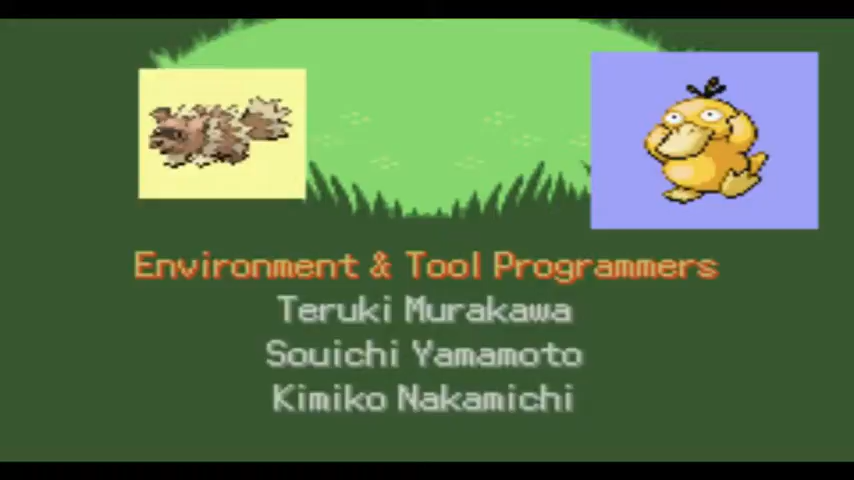 Environment & Tool Programmers
Teruki Murakawa
Souichi Yamamoto
Kimiko Nakamichi